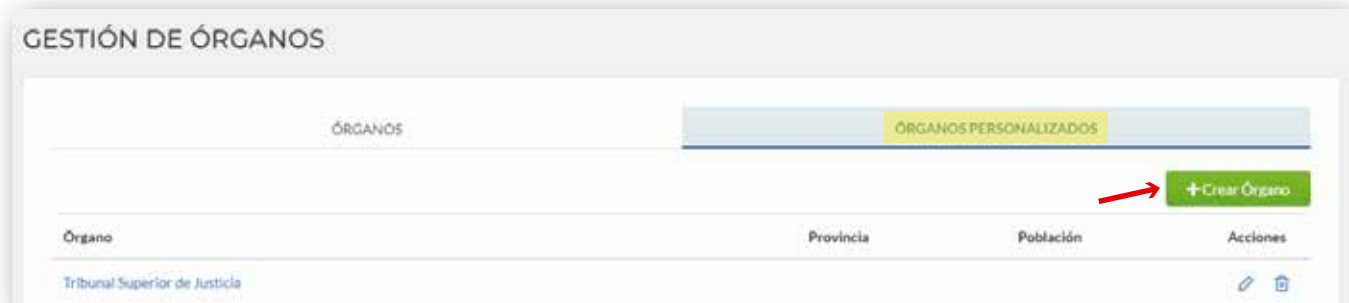 GESTIÓN DE ÓRGANOS
ÓRGANOS ÓRGANOS PERSONALIZADOS
+Crear Órgano
Órgano Provincia Población Acciones
Tribunal Superior de Justicia